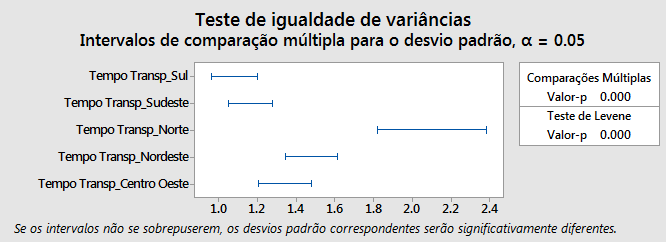 Teste de igualdade de variâncias
Intervalos de comparação múltipla para o desvio padrão, α = 0.05
Tempo Transp_Sul
Tempo Transp_Sudeste
Tempo Transp_Norte
Tempo Transp_Nordeste
Tempo Transp_Centro Oeste
1.0 1.2 1.4 1.6 1.8 2.0 2.2 2.4
Comparações Múltiplas
Valor-p 0.000
Teste de Levene
Valor-p 0.000
Se os intervalos não se sobrepuserem, os desvios padrão correspondentes serão significativamente diferentes.